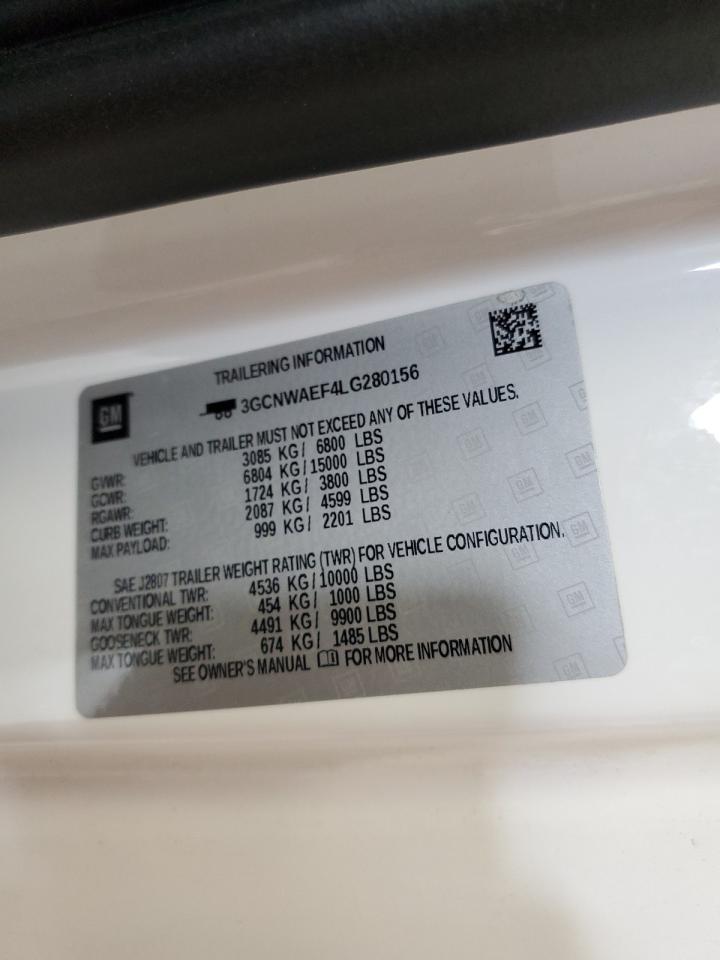 GM
TRAILERING INFORMATION
3GCNWAEF4LG280156
VEHICLE AND TRAILER MUST NOT EXCEED ANY OF THESE VALUES.
GVWR: 3085 KG/ 6800 LBS
GCWR: 6804 KG/15000 LBS
RGAWR: 1724 KG/ 3800 LBS
CURB WEIGHT: 2087 KG/ 4599 LBS
MAX PAYLOAD: 999 KG/ 2201 LBS
SAE J2807 TRAILER WEIGHT RATING (TWR) FOR VEHICLE CONFIGURATION.
CONVENTIONAL TWR: 4536 KG/10000 LBS
MAX TONGUE WEIGHT: 454 KG/ 1000 LBS
GOOSENECK TWR: 4491 KG/ 9900 LBS
MAX TONGUE WEIGHT: 674 KG/ 1485 LBS
SEE OWNER'S MANUAL FOR MORE INFORMATION